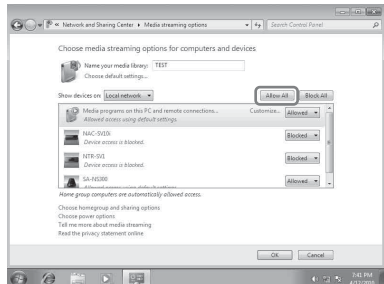 « Network and Sharing Center ▸ Media streaming options
Search Control Panel
Choose media streaming options for computers and devices
Name your media library: TEST
Choose default settings...
Show devices on: Local network
Allow All
Block All
Media programs on this PC and remote connections...
Customize...
Allowed
Allowed access using default settings.
NAC-SV10i
Device access is blocked.
Blocked
NTR-SV1
Device access is blocked.
Blocked
SA-NS300
Allowed
Home group computers are automatically allowed access.
Choose homegroup and sharing options
Choose power options
Tell me more about media streaming
Read the privacy statement online
OK
Cancel
7:41 PM